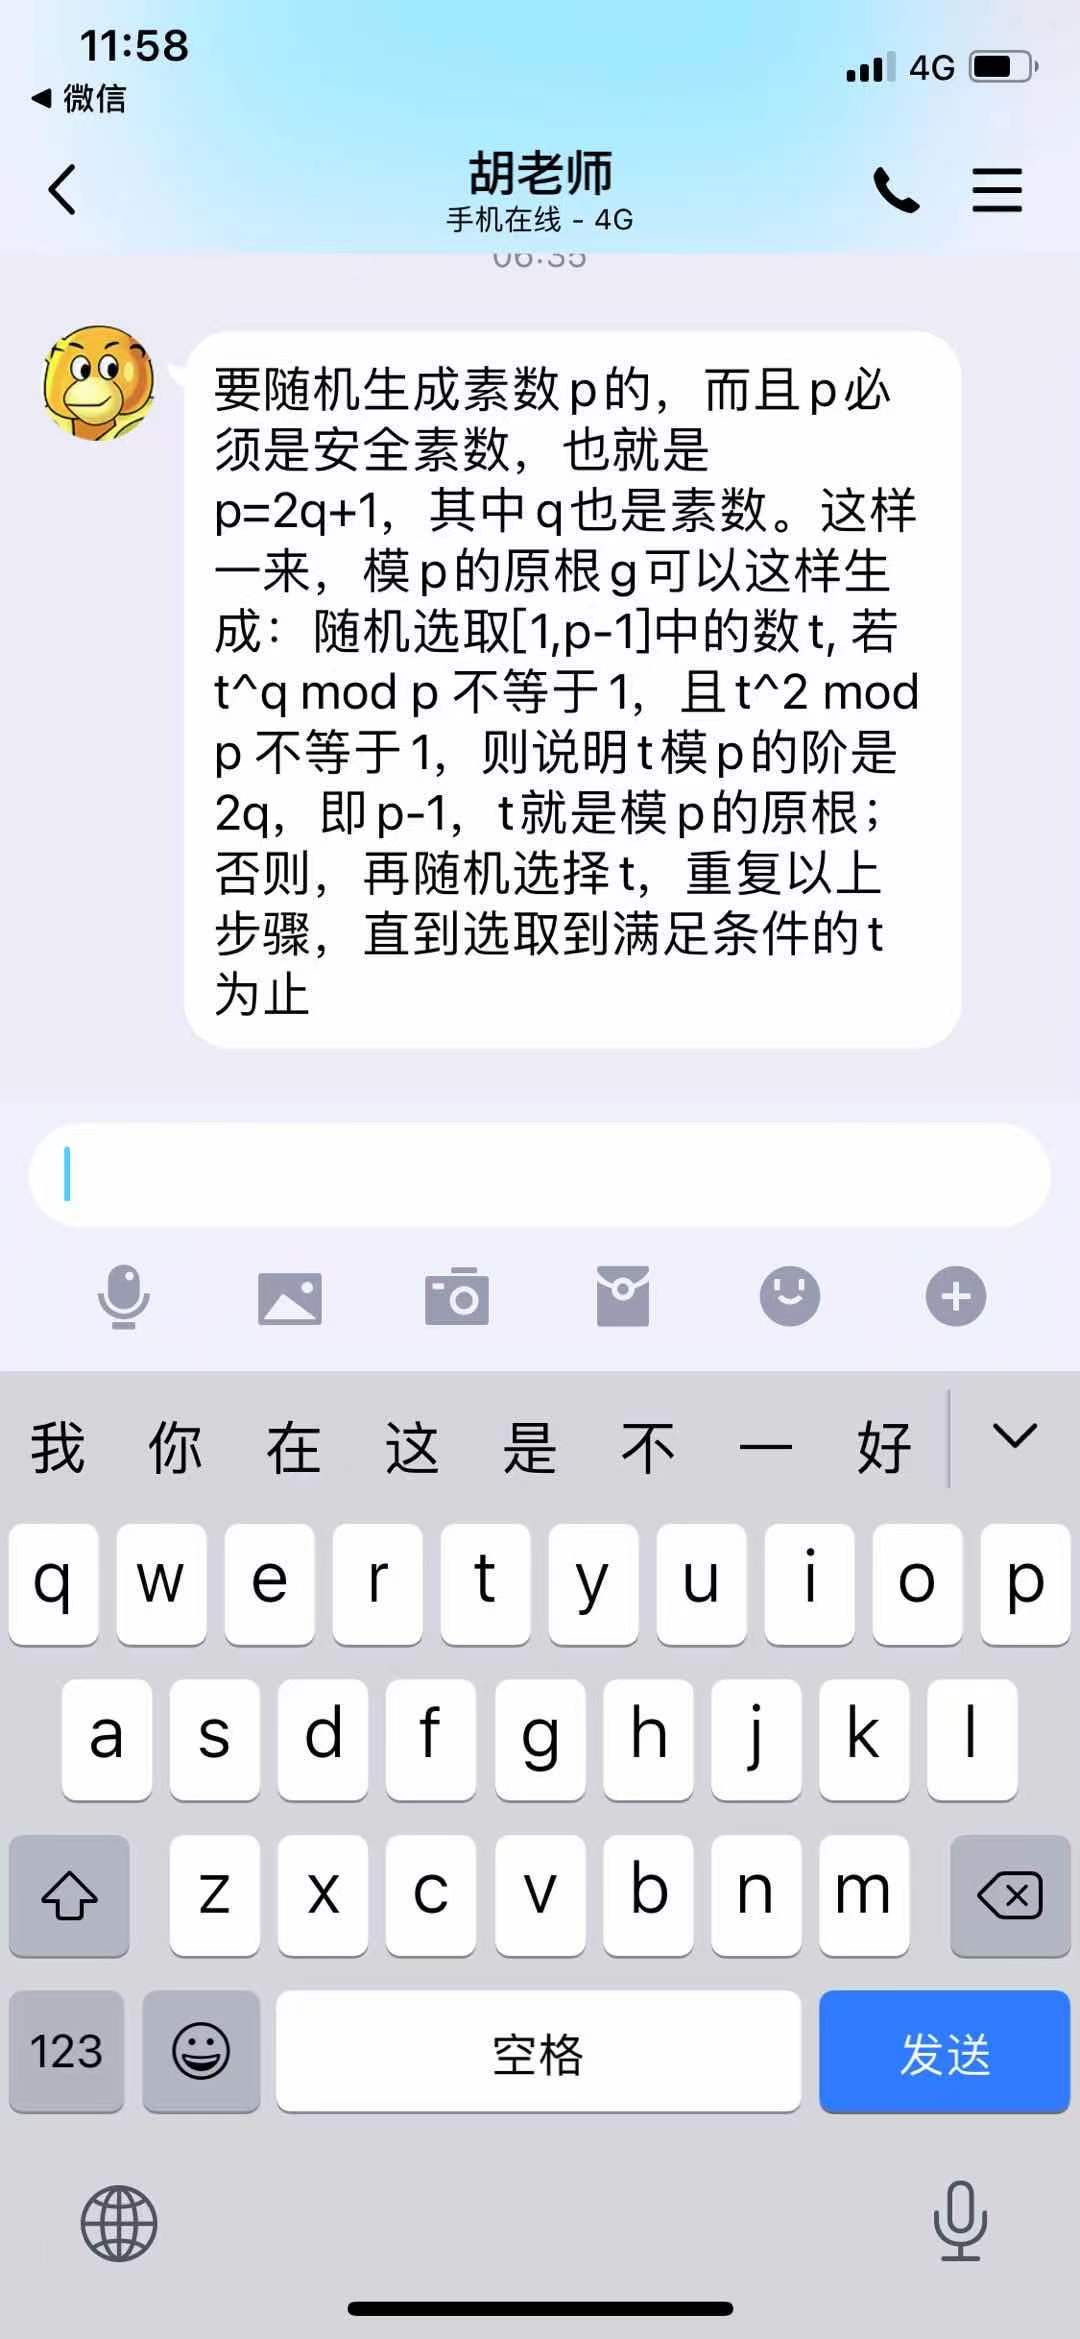 11:58
4G
微信
胡老师
手机在线 - 4G
06:35
要随机生成素数p的，而且p必
须是安全素数，也就是
p=2q+1，其中q也是素数。这样
一来，模p的原根g可以这样生
成：随机选取[1,p-1]中的数t, 若
t^q mod p 不等于1，且t^2 mod
p 不等于1，则说明t模p的阶是
2q，即p-1，t就是模p的原根；
否则，再随机选择t，重复以上
步骤，直到选取到满足条件的t
为止
我 你 在 这 是 不 一 好
q w e r t y u i o p
a s d f g h j k l
z x c v b n m
123 空格 发送